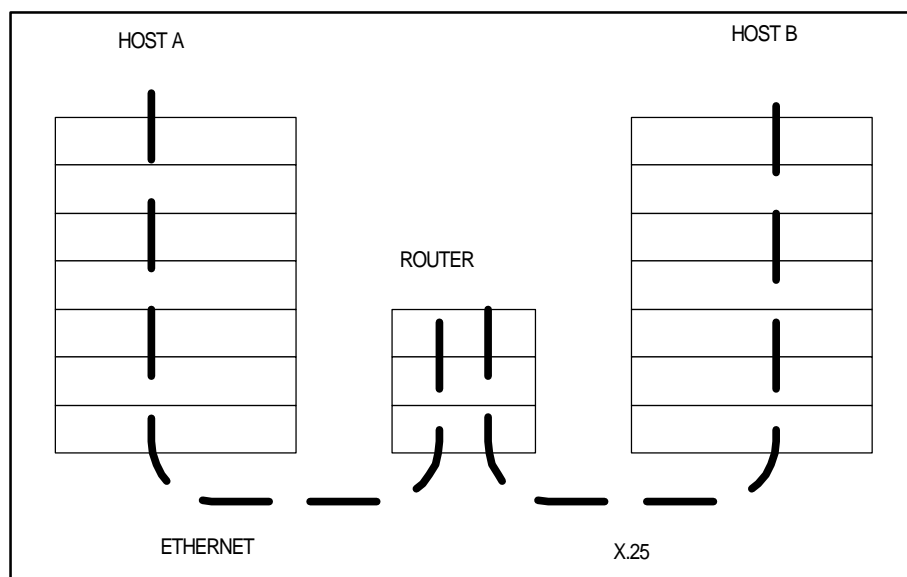 HOST A
HOST B
ROUTER
ETHERNET
X.25